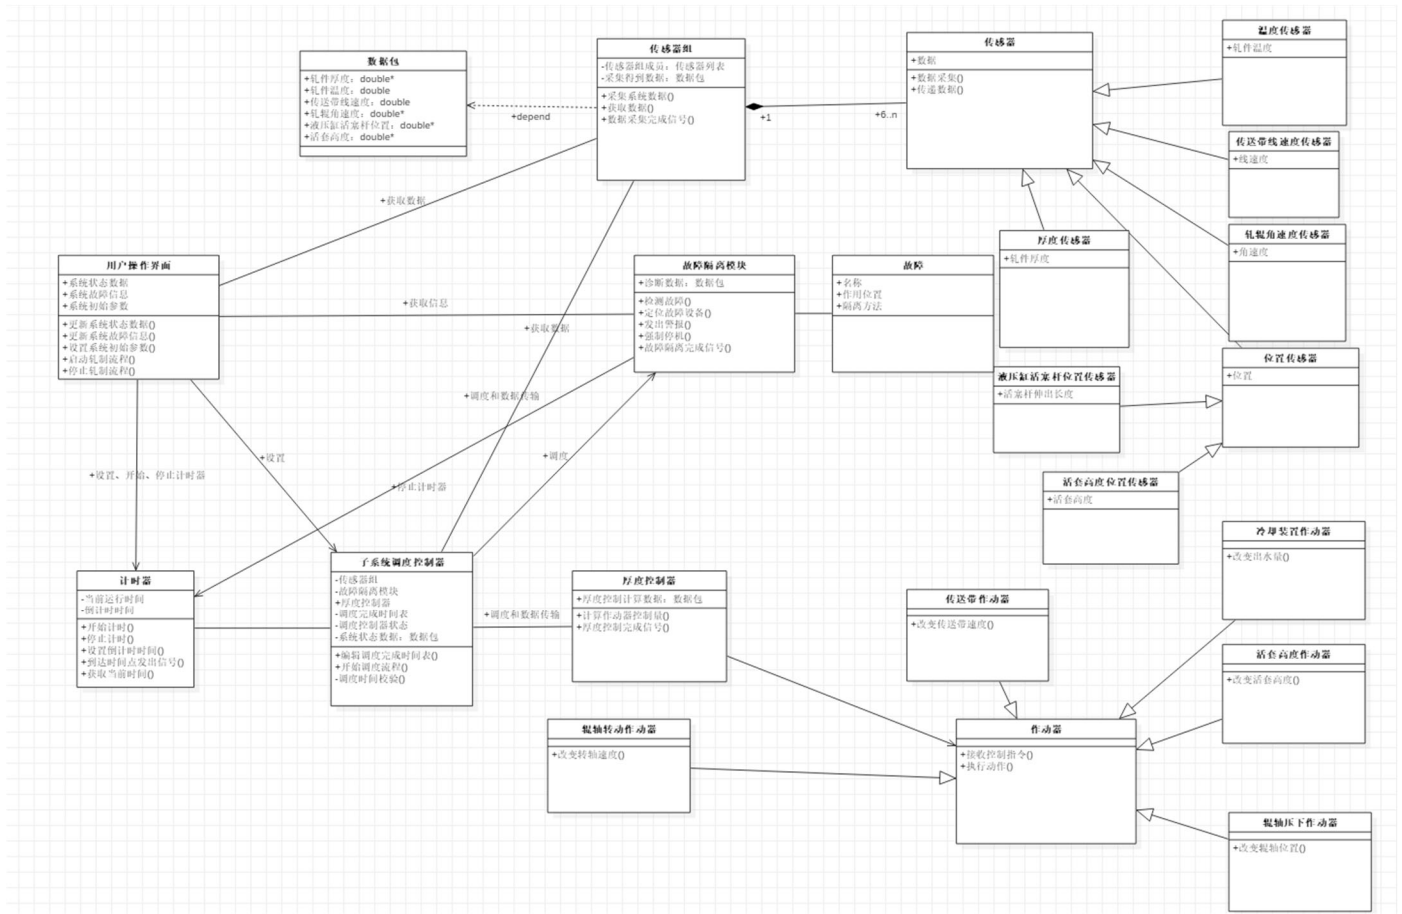 数据包
+轧件厚度：double*
+轧件温度：double
+传送带线速度：double
+轧辊角速度：double*
+液压缸活塞杆位置：double*
+活套高度：double*
传感器组
-传感器组成员：传感器列表
-采集得到数据：数据包
+采集系统数据()
+获取数据()
+数据采集完成信号()
+depend
+1
+6..n
传感器
+数据
+数据采集()
+传递数据()
温度传感器
+轧件温度
传送带线速度传感器
+线速度
轧辊角速度传感器
+角速度
厚度传感器
+轧件厚度
+获取数据
用户操作界面
+系统状态数据
+系统故障信息
+系统初始参数
+更新系统状态数据()
+更新系统故障信息()
+设置系统初始参数()
+启动轧制流程()
+停止轧制流程()
+获取信息
+获取数据
故障隔离模块
+诊断数据：数据包
+检测故障()
+定位故障设备()
+发出警报()
+强制停机()
+故障隔离完成信号()
故障
+名称
+作用位置
+隔离方法
位置传感器
+位置
液压缸活塞杆位置传感器
+活塞杆伸出长度
活套高度位置传感器
+活套高度
+调度和数据传输
+调度
+设置
+设置、开始、停止计时器
+停止计时器
计时器
-当前运行时间
-倒计时时间
+开始计时()
+停止计时()
+设置倒计时时间()
+到达时间点发出信号()
+获取当前时间()
子系统调度控制器
-传感器组
-故障隔离模块
+厚度控制器
-调度完成时间表
-调度控制器状态
-系统状态数据：数据包
+编辑调度完成时间表()
+开始调度流程()
-调度时间校验()
+调度和数据传输
厚度控制器
+厚度控制计算数据：数据包
+计算作动器控制量()
+厚度控制完成信号()
传送带作动器
+改变传送带速度()
冷却装置作动器
+改变出水量()
活套高度作动器
+改变活套高度()
辊轴转动作动器
+改变转轴速度()
作动器
+接收控制指令()
+执行动作()
辊轴压下作动器
+改变辊轴位置()